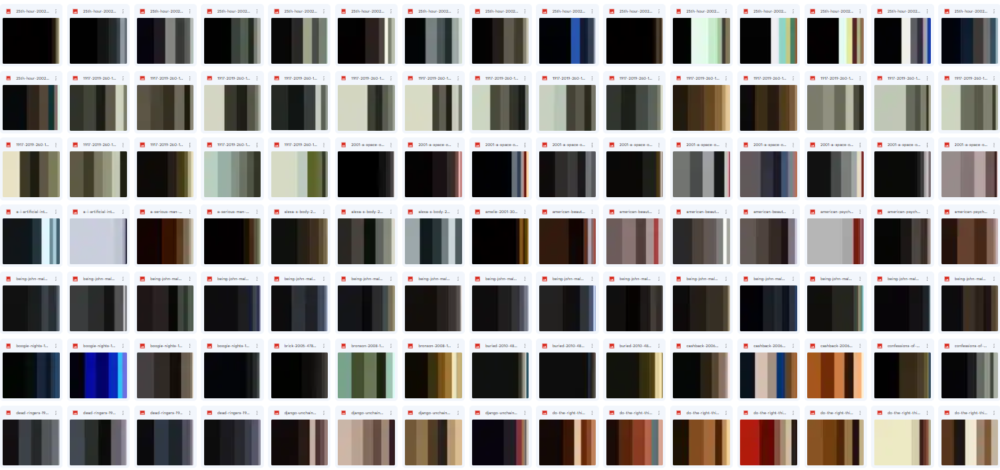 25th-hour-2002... 25th-hour-2002... 25th-hour-2002... 25th-hour-2002... 25th-hour-2002... 25th-hour-2002... 25th-hour-2002... 25th-hour-2002... 25th-hour-2002... 25th-hour-2002... 25th-hour-2002... 25th-hour-2002... 25th-hour-2002... 25th-hour-2002... 25th-hour-2002...
25th-hour-2002... 1917-2019-260-1... 1917-2019-260-1... 1917-2019-260-1... 1917-2019-260-1... 1917-2019-260-1... 1917-2019-260-1... 1917-2019-260-1... 1917-2019-260-1... 1917-2019-260-1... 1917-2019-260-1... 1917-2019-260-1... 1917-2019-260-1... 1917-2019-260-1... 1917-2019-260-1...
1917-2019-260-1... 1917-2019-260-1... 1917-2019-260-1... 1917-2019-260-1... 1917-2019-260-1... 2001-a-space-o... 2001-a-space-o... 2001-a-space-o... 2001-a-space-o... 2001-a-space-o... 2001-a-space-o... 2001-a-space-o... 2001-a-space-o... 2001-a-space-o... 2001-a-space-o...
a-i-artificial-int... a-i-artificial-int... a-serious-man-... a-serious-man-... alexa-s-body-2... alexa-s-body-2... alexa-s-body-2... amelie-2001-30... american-beaut... american-beaut... american-beaut... american-beaut... american-psych... american-psych... american-psych...
being-john-mal... being-john-mal... being-john-mal... being-john-mal... being-john-mal... being-john-mal... being-john-mal... being-john-mal... being-john-mal... being-john-mal... being-john-mal... being-john-mal... being-john-mal... being-john-mal... being-john-mal...
boogie-nights-1... boogie-nights-1... boogie-nights-1... boogie-nights-1... brick-2005-478... bronson-2008-1... bronson-2008-1... buried-2010-48... buried-2010-48... buried-2010-48... cashback-2006... cashback-2006... cashback-2006... confessions-of-... confessions-of-...
dead-ringers-19... dead-ringers-19... dead-ringers-19... dead-ringers-19... django-unchain... django-unchain... django-unchain... django-unchain... do-the-right-thi... do-the-right-thi... do-the-right-thi... do-the-right-thi... do-the-right-thi... do-the-right-thi... do-the-right-thi...